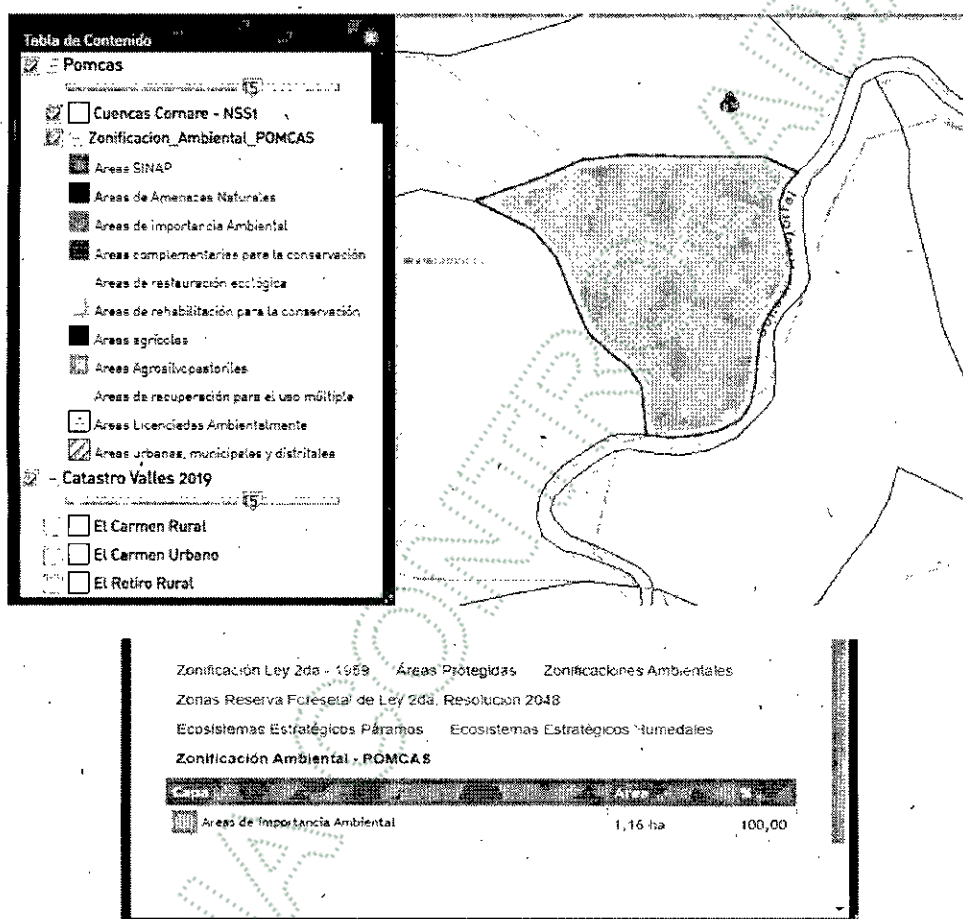 Tabla de Contenido
Pomcas
15
Cuencas Cornare - NSS1
Zonificacion_Ambiental_POMCAS
Areas SINAP
Areas de Amenazas Naturales
Areas de importancia Ambiental
Areas complementarias para la conservación
Areas de restauración ecológica
Areas de rehabilitación para la conservación
Areas agrícolas
Areas Agrosilvopastoriles
Areas de recuperación para el uso múltiple
Areas Licenciadas Ambientalmente
Areas urbanas, municipales y distritales
Catastro Valles 2019
15
El Carmen Rural
El Carmen Urbano
El Retiro Rural
Zonificación Ley 2da - 1959 Áreas Protegidas Zonificaciones Ambientales
Zonas Reserva Foresetal de Ley 2da, Resolucion 2048
Ecosistemas Estratégicos Páramos Ecosistemas Estratégicos Humedales
Zonificación Ambiental - POMCAS
Capa Area %
Areas de importancia Ambiental 1,16 ha 100,00